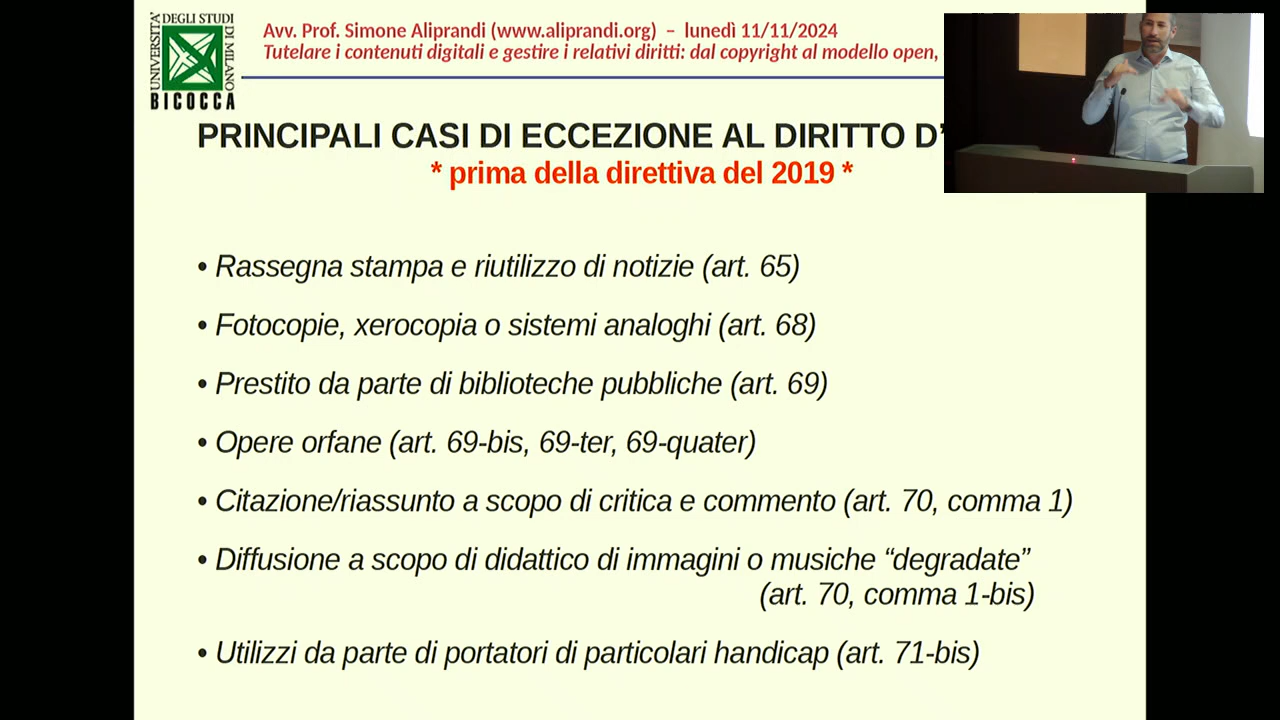 UNIVERSITA'
DEGLI STUDI
DI MILANO
BICOCCA
Avv. Prof. Simone Aliprandi (www.aliprandi.org) – lunedì 11/11/2024
Tutelare i contenuti digitali e gestire i relativi diritti: dal copyright al modello open,
PRINCIPALI CASI DI ECCEZIONE AL DIRITTO D’
* prima della direttiva del 2019 *
• Rassegna stampa e riutilizzo di notizie (art. 65)
• Fotocopie, xerocopia o sistemi analoghi (art. 68)
• Prestito da parte di biblioteche pubbliche (art. 69)
• Opere orfane (art. 69-bis, 69-ter, 69-quater)
• Citazione/riassunto a scopo di critica e commento (art. 70, comma 1)
• Diffusione a scopo di didattico di immagini o musiche “degradate”
(art. 70, comma 1-bis)
• Utilizzi da parte di portatori di particolari handicap (art. 71-bis)